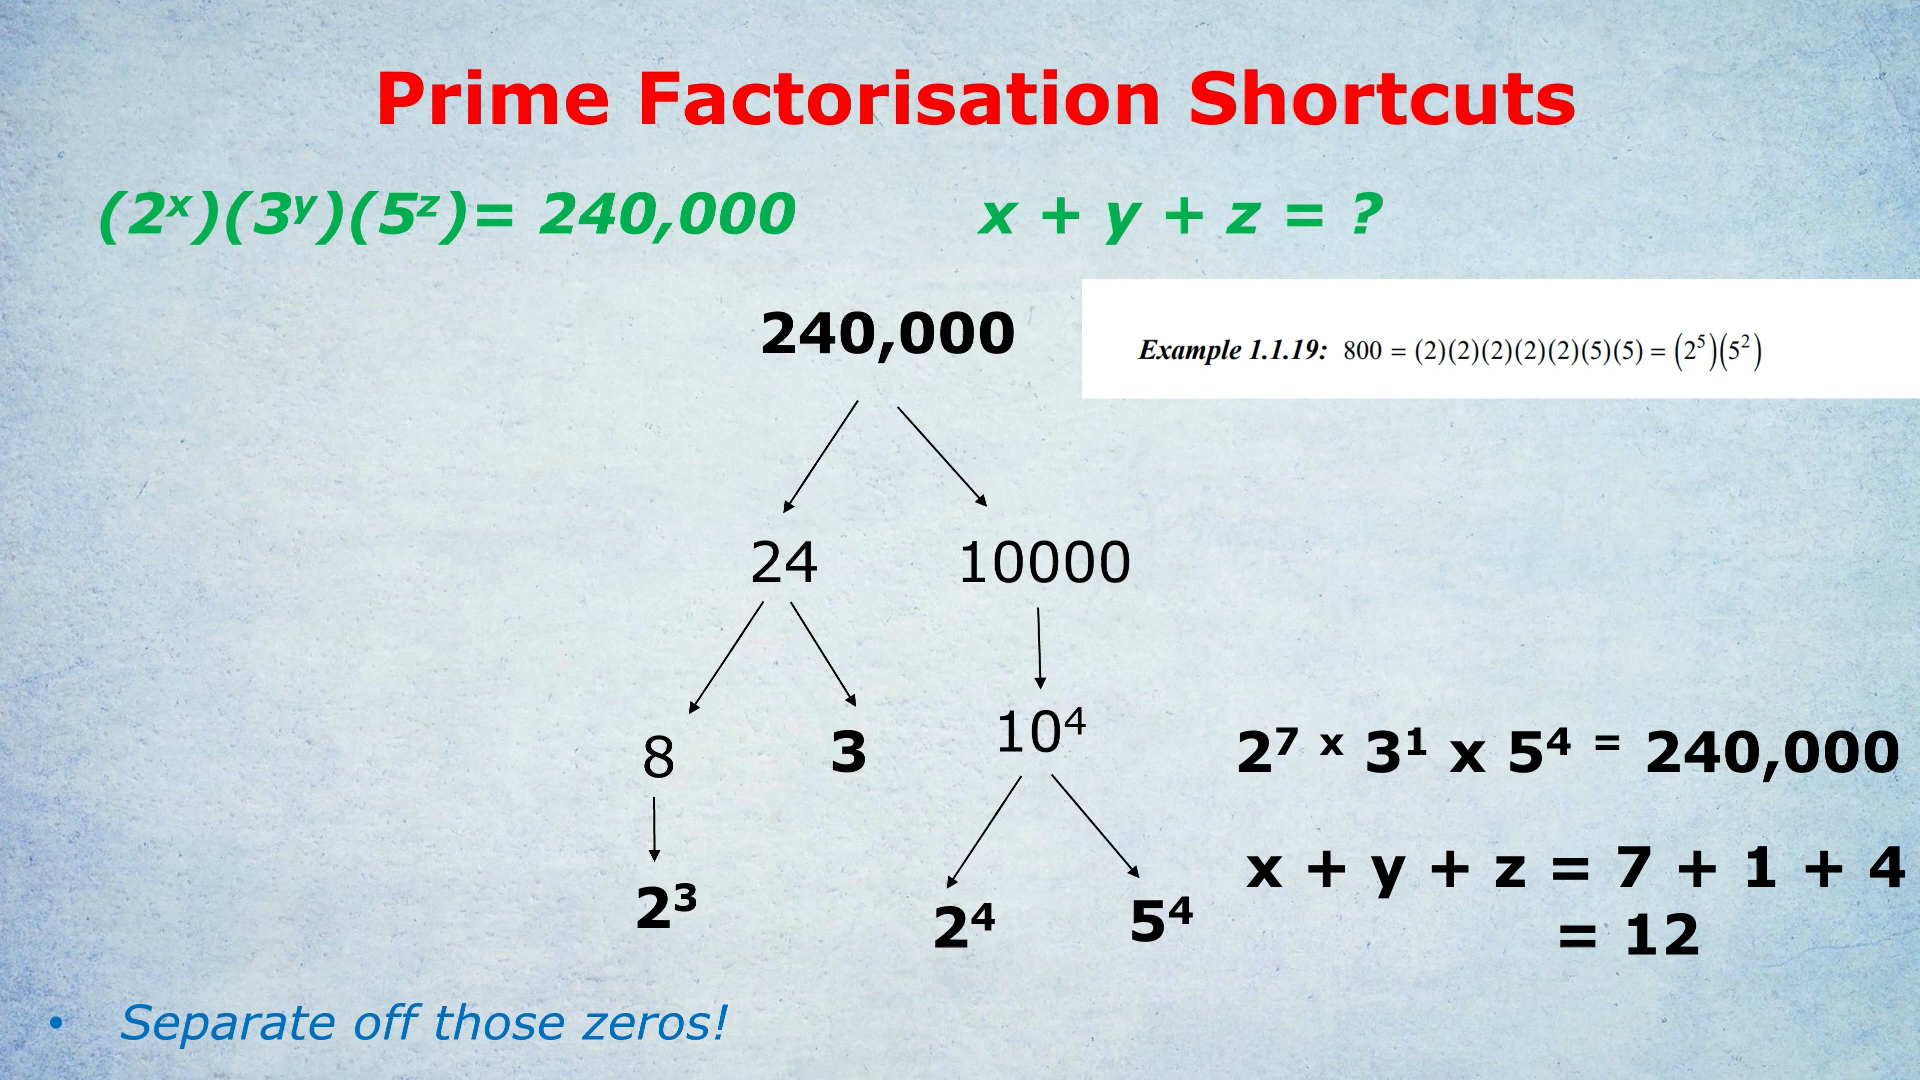 Prime Factorisation Shortcuts
(2ˣ)(3ʸ)(5ᶻ)= 240,000 x + y + z = ?
240,000
Example 1.1.19: 800 = (2)(2)(2)(2)(2)(5)(5) = (2⁵)(5²)
24 10000
8 3 10⁴
2⁷ ˣ 3¹ x 5⁴ ⁼ 240,000
2³ 2⁴ 5⁴
x + y + z = 7 + 1 + 4
= 12
• Separate off those zeros!